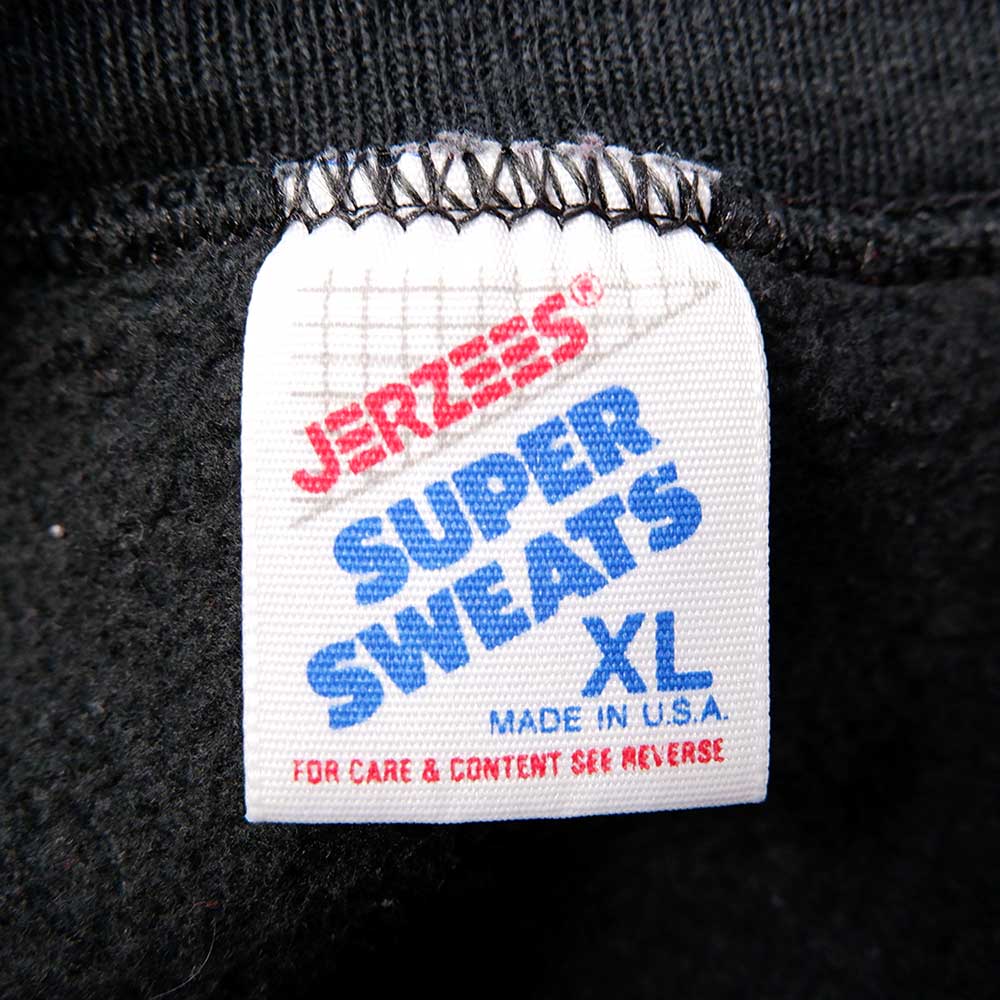 JERZEES®
SUPER
SWEATS
XL
MADE IN U.S.A.
FOR CARE & CONTENT SEE REVERSE